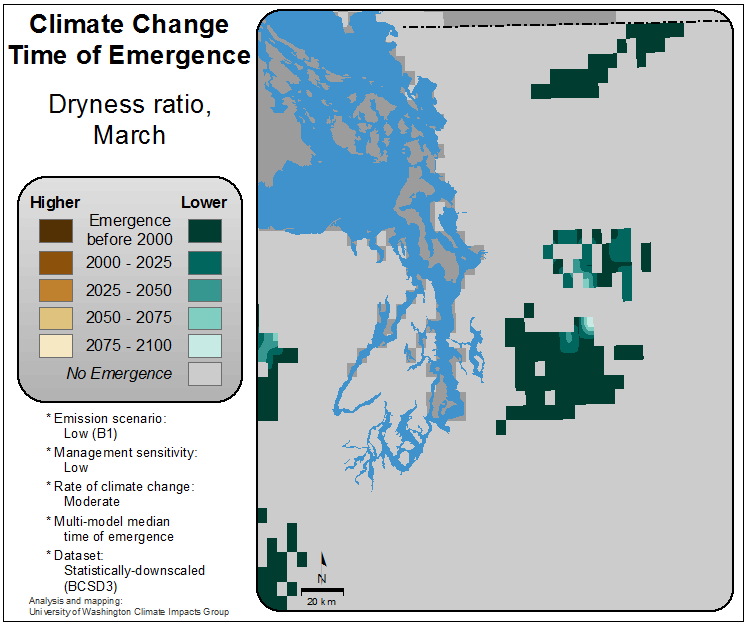 Climate Change
Time of Emergence
Dryness ratio,
March
Higher Lower
Emergence
before 2000
2000 - 2025
2025 - 2050
2050 - 2075
2075 - 2100
No Emergence
* Emission scenario:
Low (B1)
* Management sensitivity:
Low
* Rate of climate change:
Moderate
* Multi-model median
time of emergence
* Dataset:
Statistically-downscaled
(BCSD3)
Analysis and mapping:
University of Washington Climate Impacts Group
N
20 km